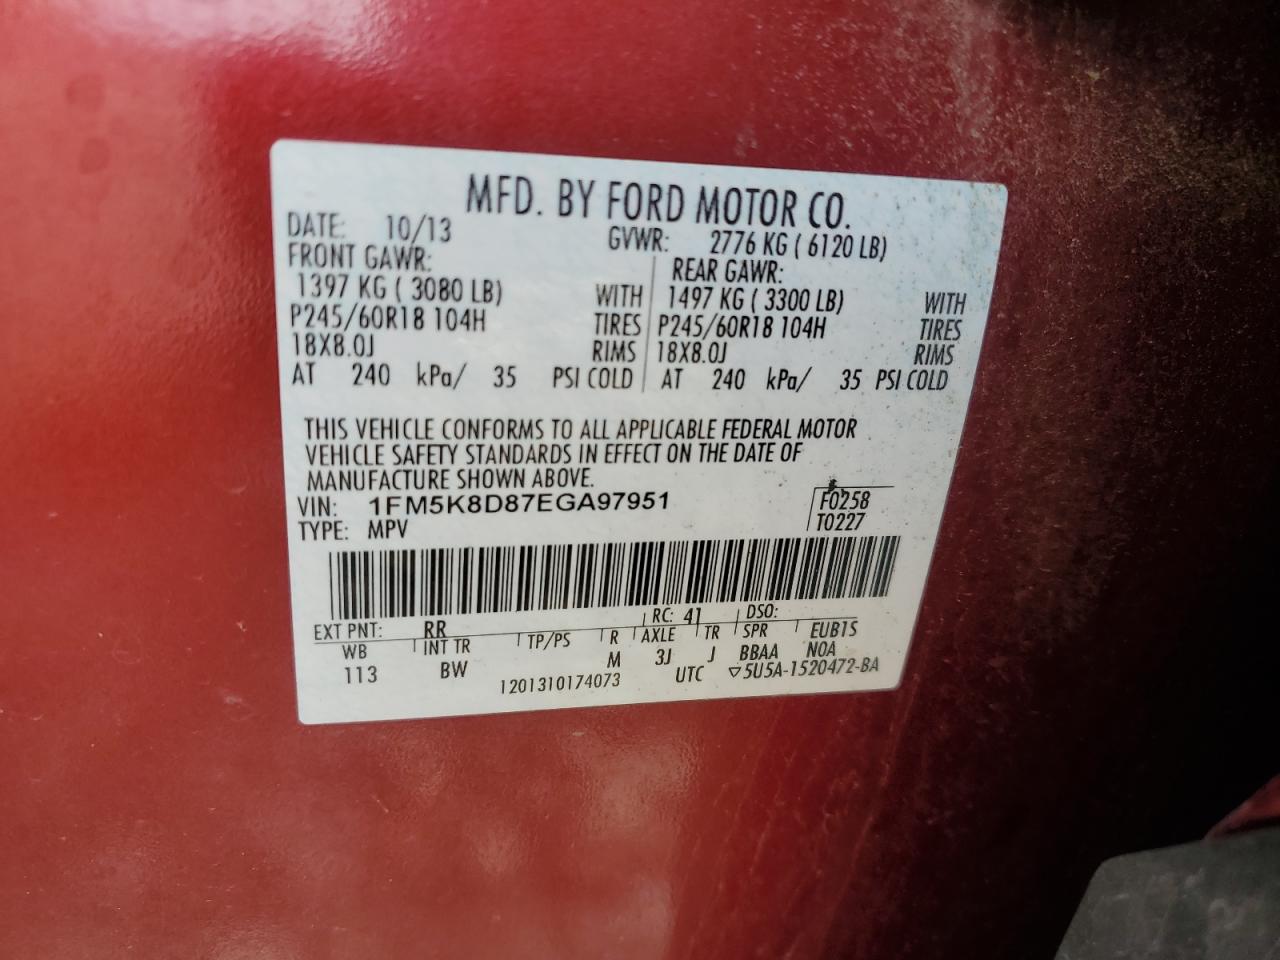 MFD. BY FORD MOTOR CO.
DATE: 10/13 GVWR: 2776 KG ( 6120 LB)
FRONT GAWR: REAR GAWR:
1397 KG ( 3080 LB) WITH 1497 KG ( 3300 LB) WITH
P245/60R18 104H TIRES P245/60R18 104H TIRES
18X8.0J RIMS 18X8.0J RIMS
AT 240 kPa/ 35 PSI COLD AT 240 kPa/ 35 PSI COLD
THIS VEHICLE CONFORMS TO ALL APPLICABLE FEDERAL MOTOR
VEHICLE SAFETY STANDARDS IN EFFECT ON THE DATE OF
MANUFACTURE SHOWN ABOVE.
VIN: 1FM5K8D87EGA97951 F0258
TYPE: MPV T0227
EXT PNT: RR RC: 41 DSO:
WB INT TR TP/PS R AXLE TR SPR EUB1S
113 BW M 3J J BBAA N0A
1201310174073 UTC ▽5U5A-1520472-BA